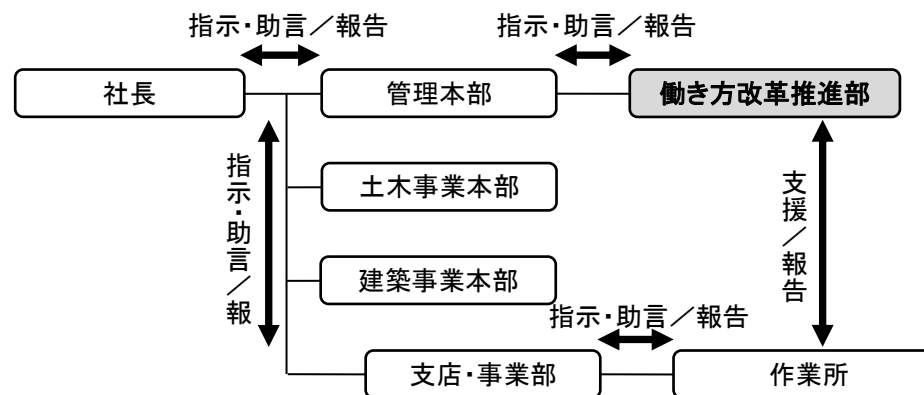 指示・助言／報告
指示・助言／報告
社長
管理本部
働き方改革推進部
指示・助言／報
土木事業本部
支援／報告
建築事業本部
指示・助言／報告
支店・事業部
作業所